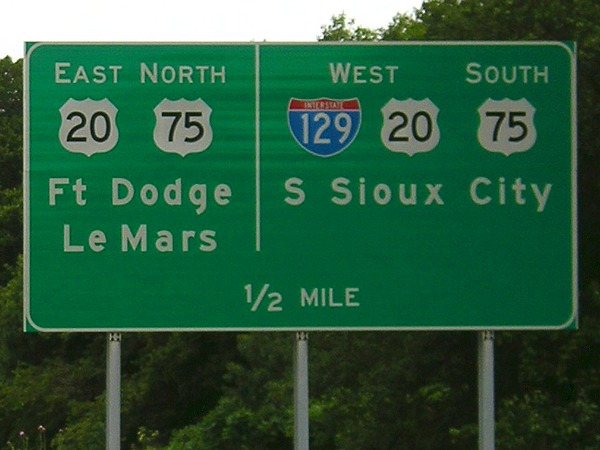 EAST NORTH
20 75
Ft Dodge
Le Mars
WEST SOUTH
INTERSTATE
129 20 75
S Sioux City
1/2 MILE